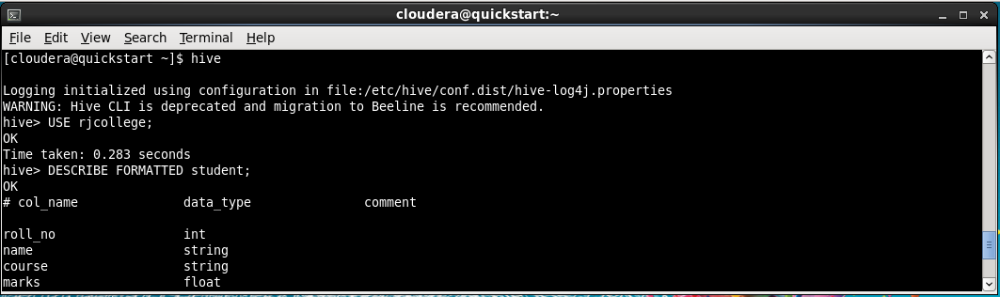 cloudera@quickstart:~
File Edit View Search Terminal Help
[cloudera@quickstart ~]$ hive
Logging initialized using configuration in file:/etc/hive/conf.dist/hive-log4j.properties
WARNING: Hive CLI is deprecated and migration to Beeline is recommended.
hive> USE rjcollege;
OK
Time taken: 0.283 seconds
hive> DESCRIBE FORMATTED student;
OK
# col_name data_type comment
roll_no int
name string
course string
marks float